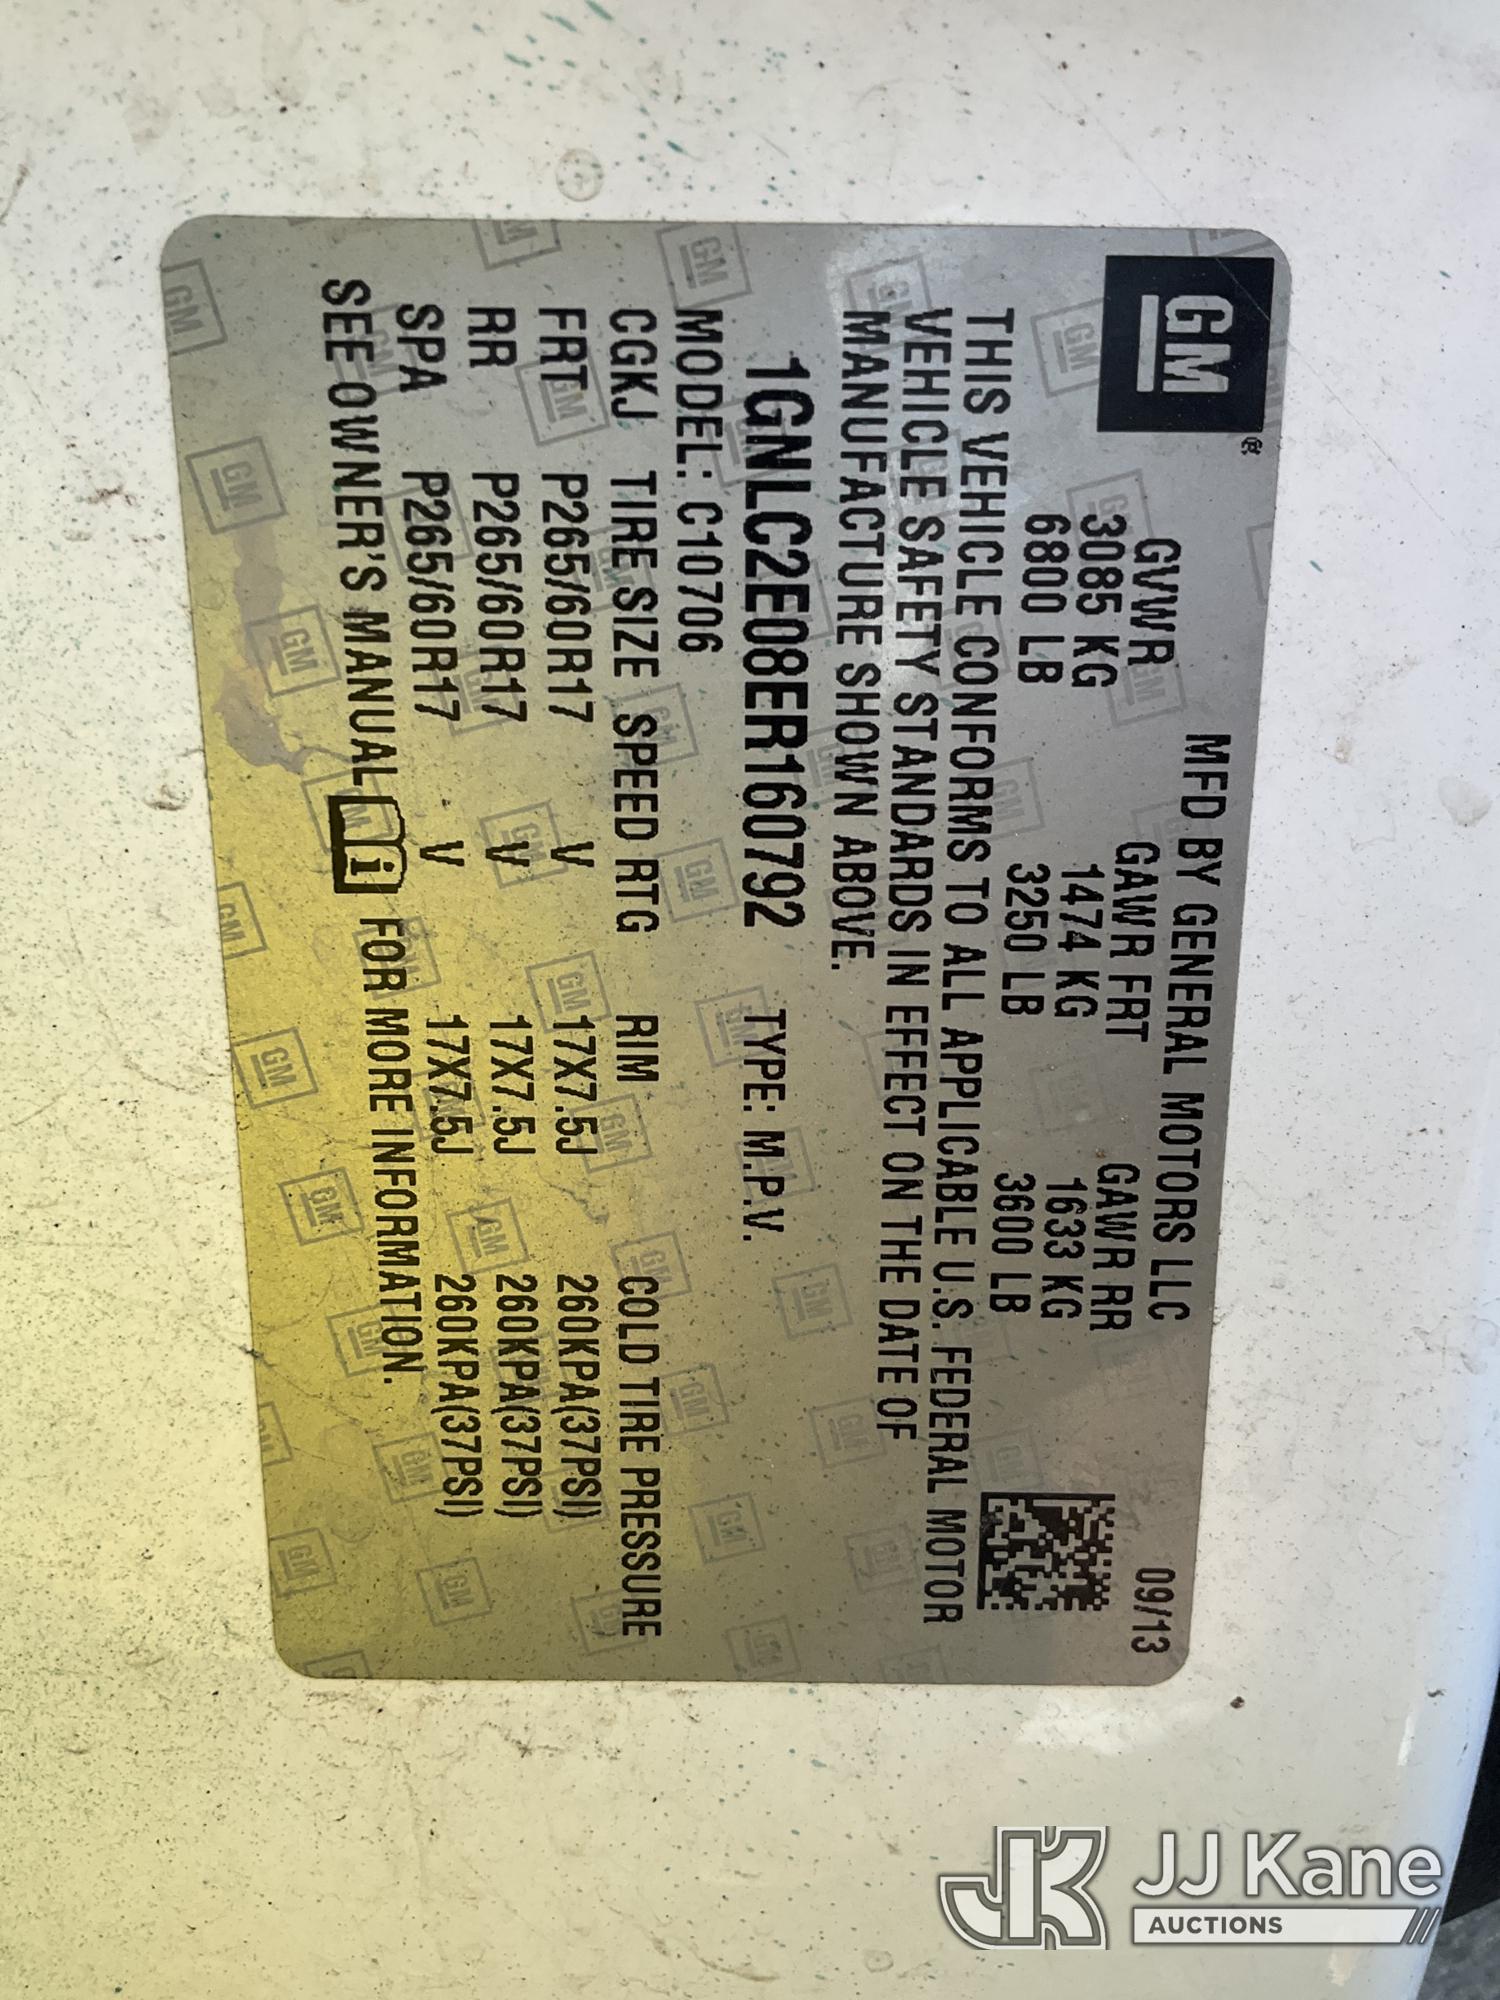 GM ®
MFD BY GENERAL MOTORS LLC 09/13
GVWR GAWR FRT GAWR RR
3085 KG 1474 KG 1633 KG
6800 LB 3250 LB 3600 LB
THIS VEHICLE CONFORMS TO ALL APPLICABLE U.S. FEDERAL MOTOR
VEHICLE SAFETY STANDARDS IN EFFECT ON THE DATE OF
MANUFACTURE SHOWN ABOVE.
1GNLC2E08ER160792 TYPE: M.P.V.
MODEL: C10706
CGKJ TIRE SIZE SPEED RTG RIM COLD TIRE PRESSURE
FRT P265/60R17 V 17X7.5J 260KPA(37PSI)
RR P265/60R17 V 17X7.5J 260KPA(37PSI)
SPA P265/60R17 V 17X7.5J 260KPA(37PSI)
SEE OWNER'S MANUAL i FOR MORE INFORMATION.
JK JJ Kane
AUCTIONS